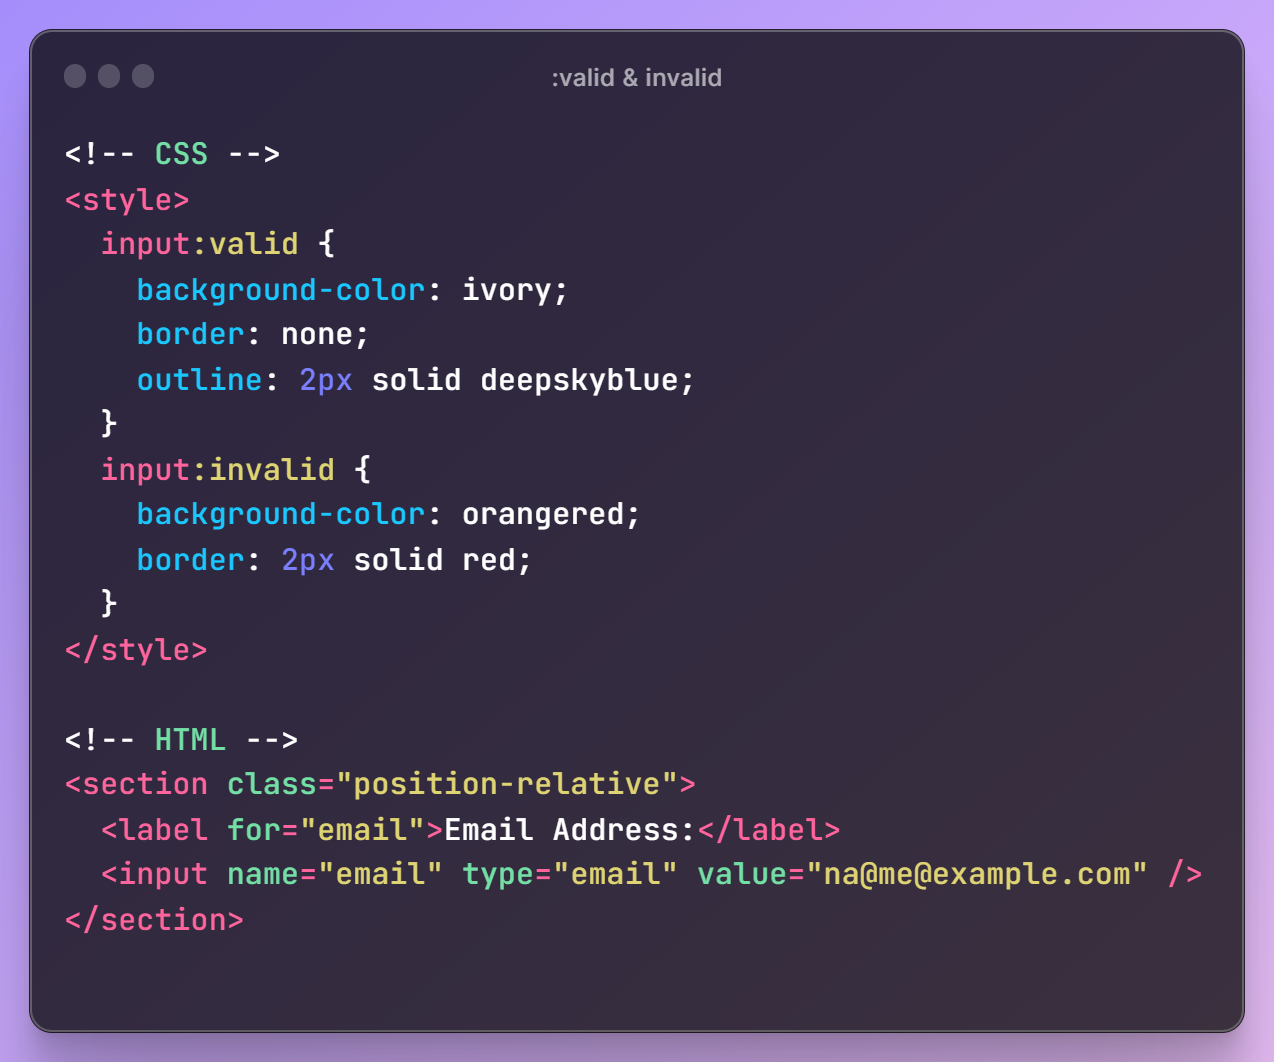 :valid & invalid
<!-- CSS -->
<style>
  input:valid {
    background-color: ivory;
    border: none;
    outline: 2px solid deepskyblue;
  }
  input:invalid {
    background-color: orangered;
    border: 2px solid red;
  }
</style>

<!-- HTML -->
<section class="position-relative">
  <label for="email">Email Address:</label>
  <input name="email" type="email" value="na@me@example.com" />
</section>